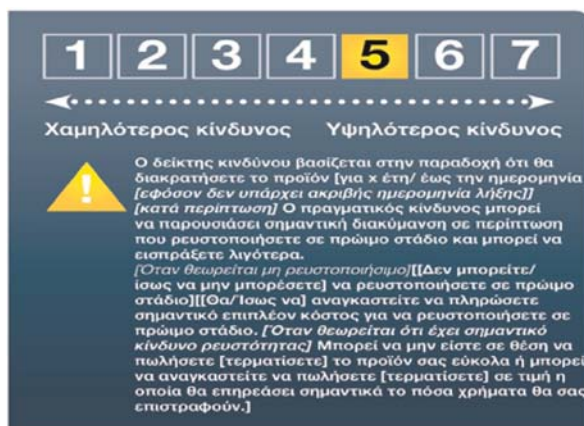 1 2 3 4 5 6 7
Χαμηλότερος κίνδυνος Υψηλότερος κίνδυνος
Ο δείκτης κινδύνου βασίζεται στην παραδοχή ότι θα
διακρατήσετε το προϊόν [για x έτη/ έως την ημερομηνία
[εφόσον δεν υπάρχει ακριβής ημερομηνία λήξης]]
[κατά περίπτωση] Ο πραγματικός κίνδυνος μπορεί
να παρουσιάσει σημαντική διακύμανση σε περίπτωση
που ρευστοποιήσετε σε πρώιμο στάδιο και μπορεί να
εισπράξετε λιγότερα.
[Όταν θεωρείται μη ρευστοποιήσιμο][[Δεν μπορείτε/
ίσως να μην μπορέσετε] να ρευστοποιήσετε σε πρώιμο
στάδιο][[Θα/Ίσως να] αναγκαστείτε να πληρώσετε
σημαντικό επιπλέον κόστος για να ρευστοποιήσετε σε
πρώιμο στάδιο. [Όταν θεωρείται ότι έχει σημαντικό
κίνδυνο ρευστότητας] Μπορεί να μην είστε σε θέση να
πωλήσετε [τερματίσετε] το προϊόν σας εύκολα ή μπορεί
να αναγκαστείτε να πωλήσετε [τερματίσετε] σε τιμή η
οποία θα επηρεάσει σημαντικά το πόσα χρήματα θα σας
επιστραφούν.]